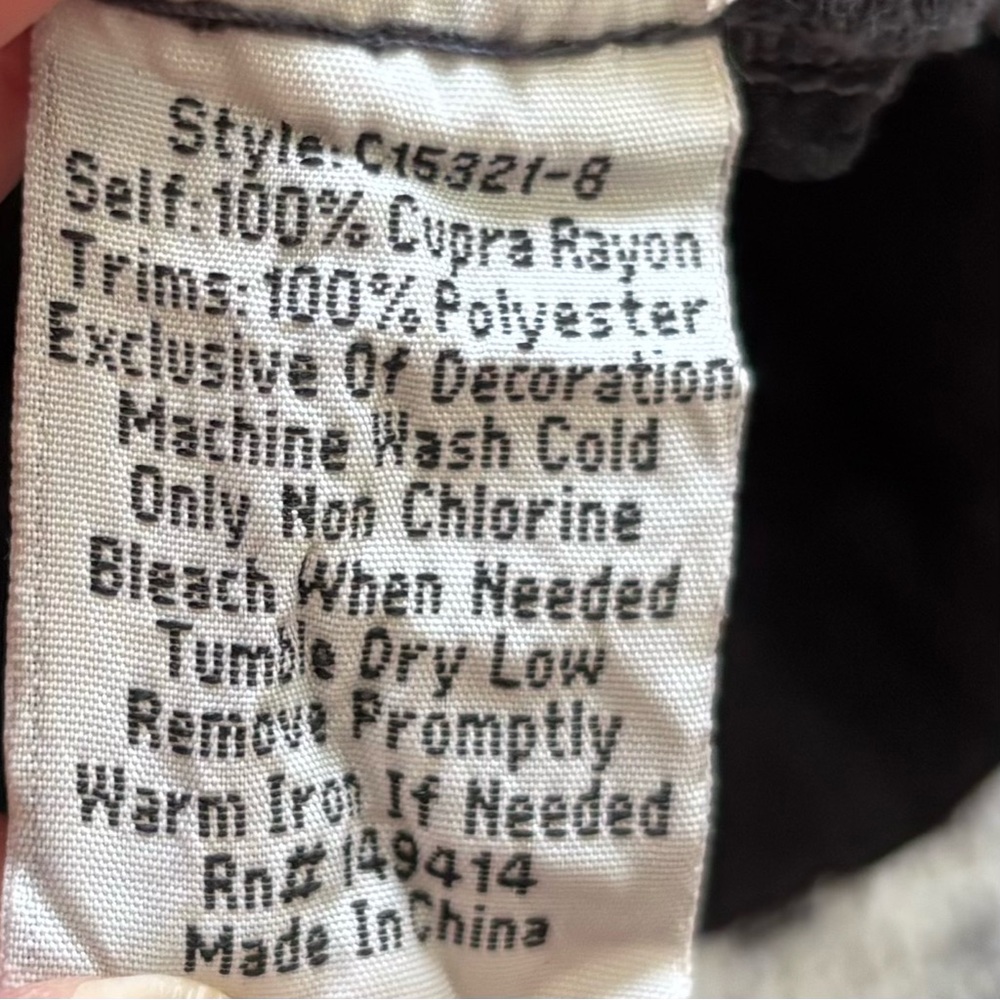 Style: C15321-8
Self: 100% Cupra Rayon
Trims: 100% Polyester
Exclusive Of Decoration
Machine Wash Cold
Only Non Chlorine
Bleach When Needed
Tumble Dry Low
Remove Promptly
Warm Iron If Needed
Rn# 149414
Made In China